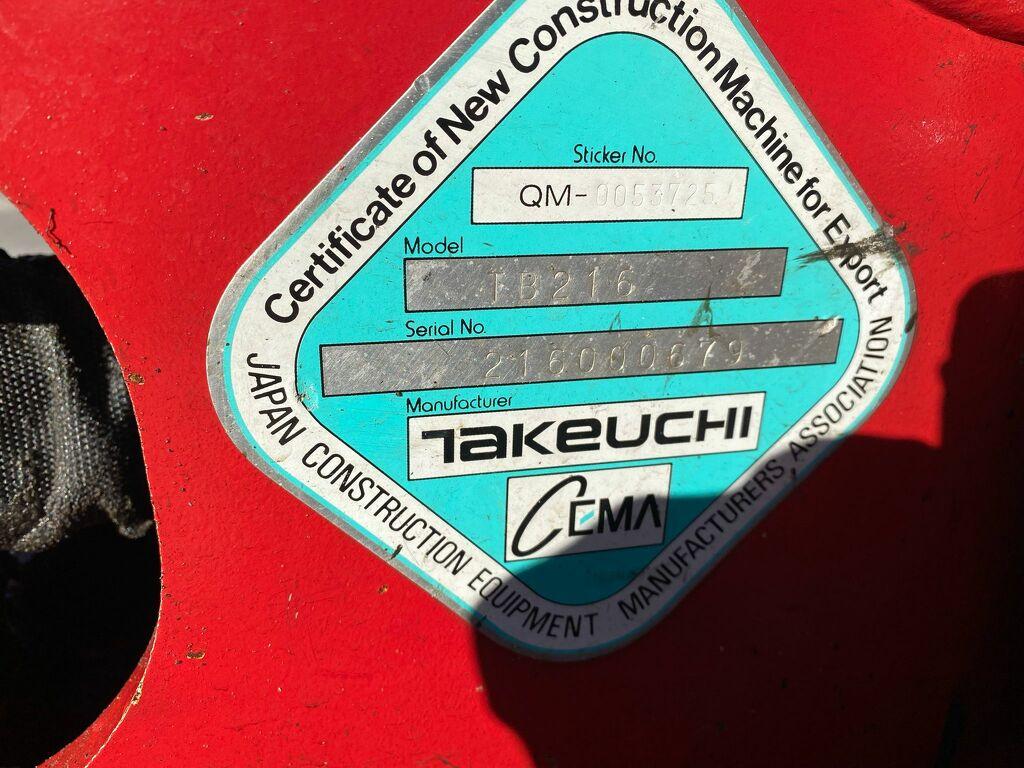 Certificate of New Construction Machine for Export
Sticker No.
QM-0053725
Model
TB216
Serial No.
216000679
Manufacturer
TAKEUCHI
CEMA
JAPAN CONSTRUCTION EQUIPMENT MANUFACTURERS ASSOCIATION